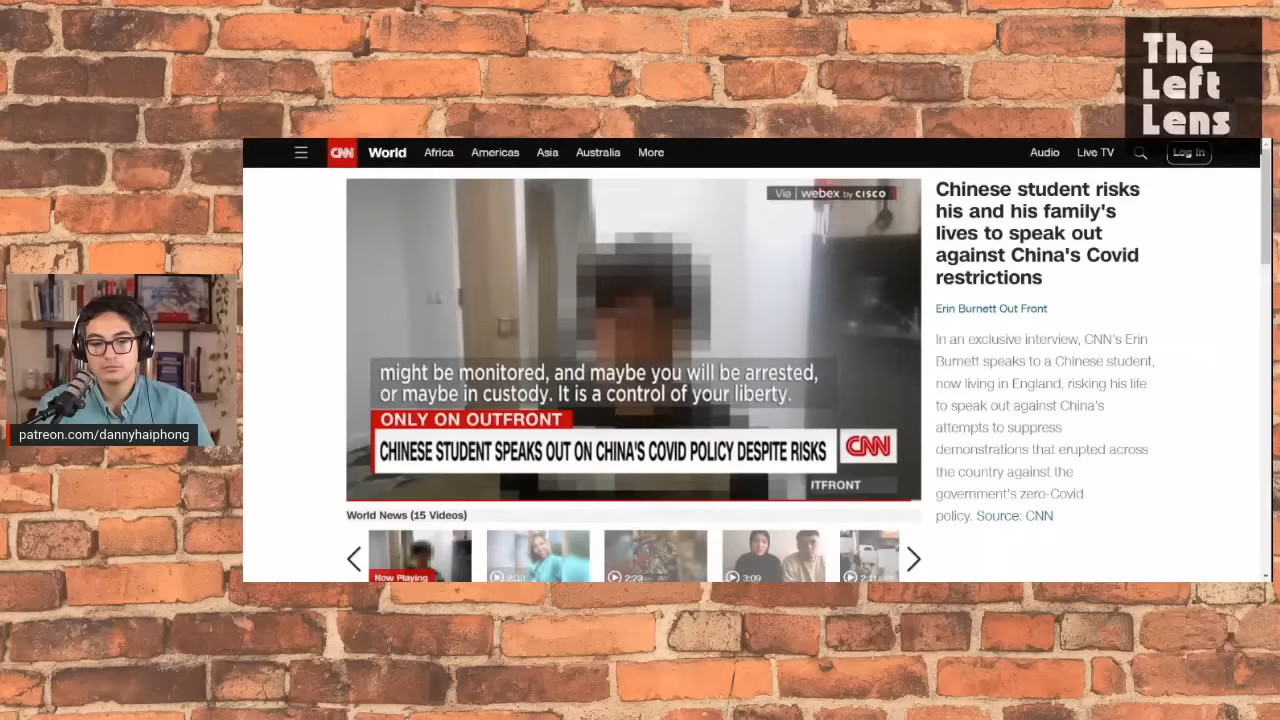 The
Left
Lens
CNN World Africa Americas Asia Australia More Audio Live TV Log In
Via webex by CISCO
might be monitored, and maybe you will be arrested,
or maybe in custody. It is a control of your liberty.
ONLY ON OUTFRONT
CHINESE STUDENT SPEAKS OUT ON CHINA'S COVID POLICY DESPITE RISKS
CNN
ITFRONT
Chinese student risks
his and his family's
lives to speak out
against China's Covid
restrictions
Erin Burnett Out Front
In an exclusive interview, CNN's Erin
Burnett speaks to a Chinese student,
now living in England, risking his life
to speak out against China's
attempts to suppress
demonstrations that erupted across
the country against the
government's zero-Covid
policy. Source: CNN
World News (15 Videos)
Now Playing
2:33
2:23
3:09
2:11
patreon.com/dannyhaiphong